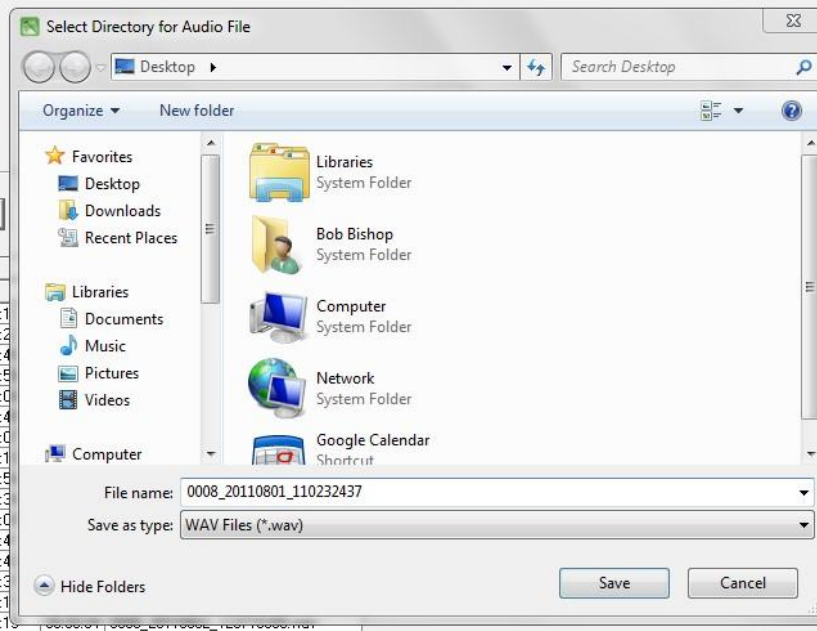 Select Directory for Audio File
Desktop
Search Desktop
Organize New folder
Favorites
Desktop
Downloads
Recent Places
Libraries
Documents
Music
Pictures
Videos
Computer
Libraries
System Folder
Bob Bishop
System Folder
Computer
System Folder
Network
System Folder
Google Calendar
Shortcut
File name: 0008_20110801_110232437
Save as type: WAV Files (*.wav)
Hide Folders Save Cancel